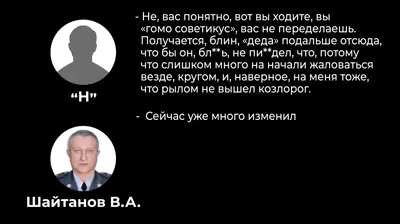 - Не, вас понятно, вот вы ходите, вы
«гомо советикус», вас не переделаешь.
Получается, блин, «деда» подальше отсюда,
что бы он, бл**ь, не пи**дел, что, потому
что слишком много на начали жаловаться
везде, кругом, и, наверное, на меня тоже,
что рылом не вышел козлорог.
“Н”
- Сейчас уже много изменил
Шайтанов В.А.